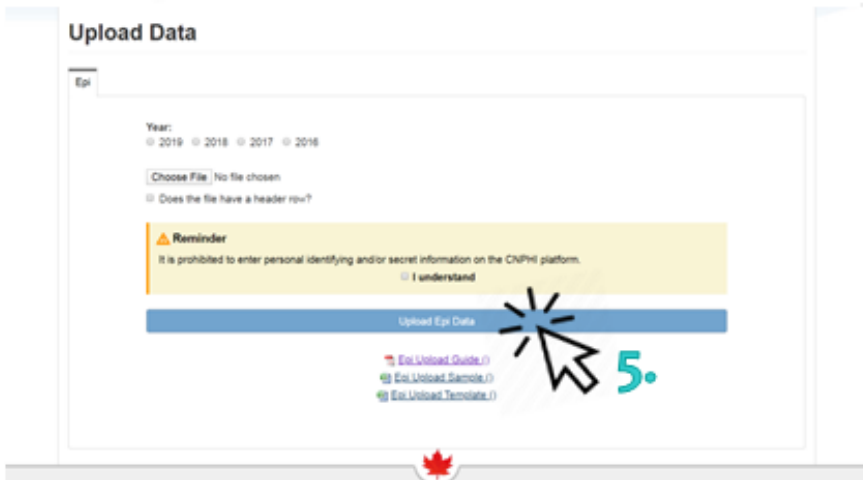 Upload Data
Epi
Year:
2019 2018 2017 2016
Choose File No file chosen
Does the file have a header row?
Reminder
It is prohibited to enter personal identifying and/or secret information on the CNPHI platform.
I understand
Upload Epi Data
Epi Upload Guide ()
Epi Upload Sample ()
Epi Upload Template ()
5.